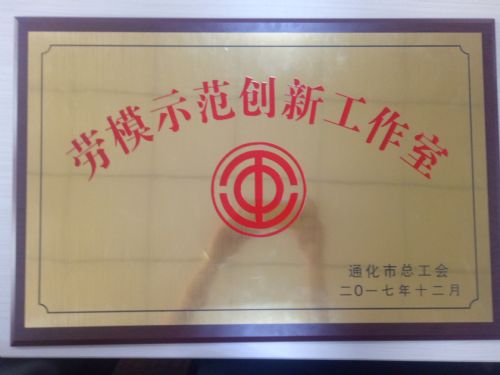 劳模示范创新工作室
通化市总工会
二〇一七年十二月